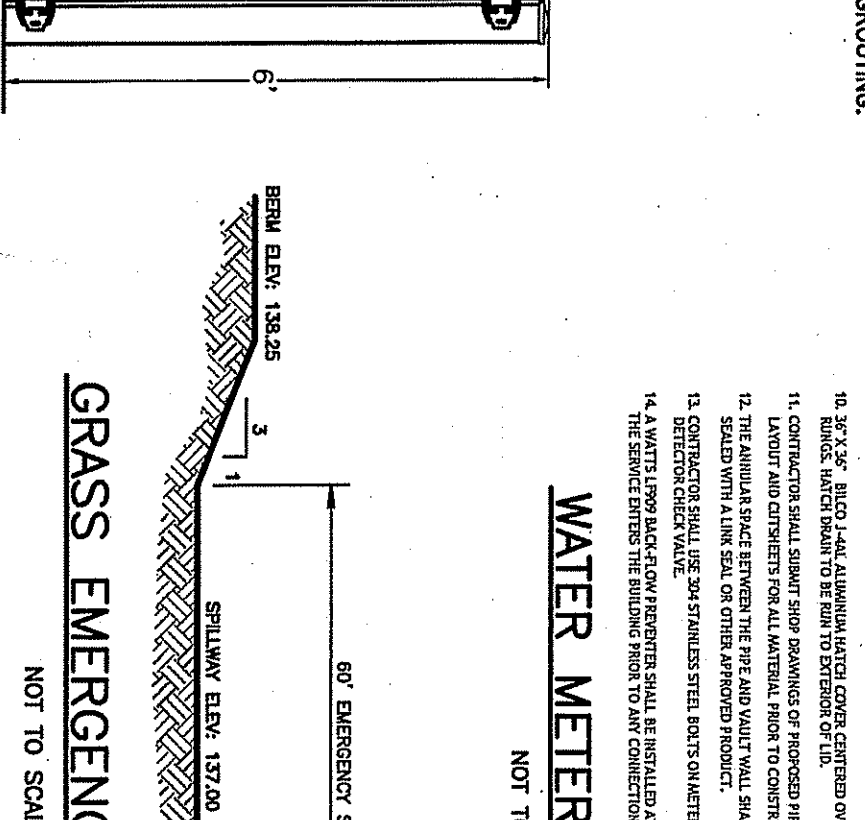 GROUTING.
10. 36" X 36" BILCO J-4AL ALUMINUM HATCH COVER CENTERED OV
RUNGS. HATCH DRAIN TO BE RUN TO EXTERIOR OF LID.
11. CONTRACTOR SHALL SUBMIT SHOP DRAWINGS OF PROPOSED PIP
LAYOUT AND CUTSHEETS FOR ALL MATERIAL PRIOR TO CONSTR
12. THE ANNULAR SPACE BETWEEN THE PIPE AND VAULT WALL SHA
SEALED WITH A LINK SEAL OR OTHER APPROVED PRODUCT.
13. CONTRACTOR SHALL USE 304 STAINLESS STEEL BOLTS ON METE
DETECTOR CHECK VALVE.
14. A WATTS LF909 BACK-FLOW PREVENTER SHALL BE INSTALLED A
THE SERVICE ENTERS THE BUILDING PRIOR TO ANY CONNECTION
WATER METER
NOT T
6'
60' EMERGENCY S
BERM ELEV: 138.25
3
1
SPILLWAY ELEV: 137.00
GRASS EMERGENC
NOT TO SCAL